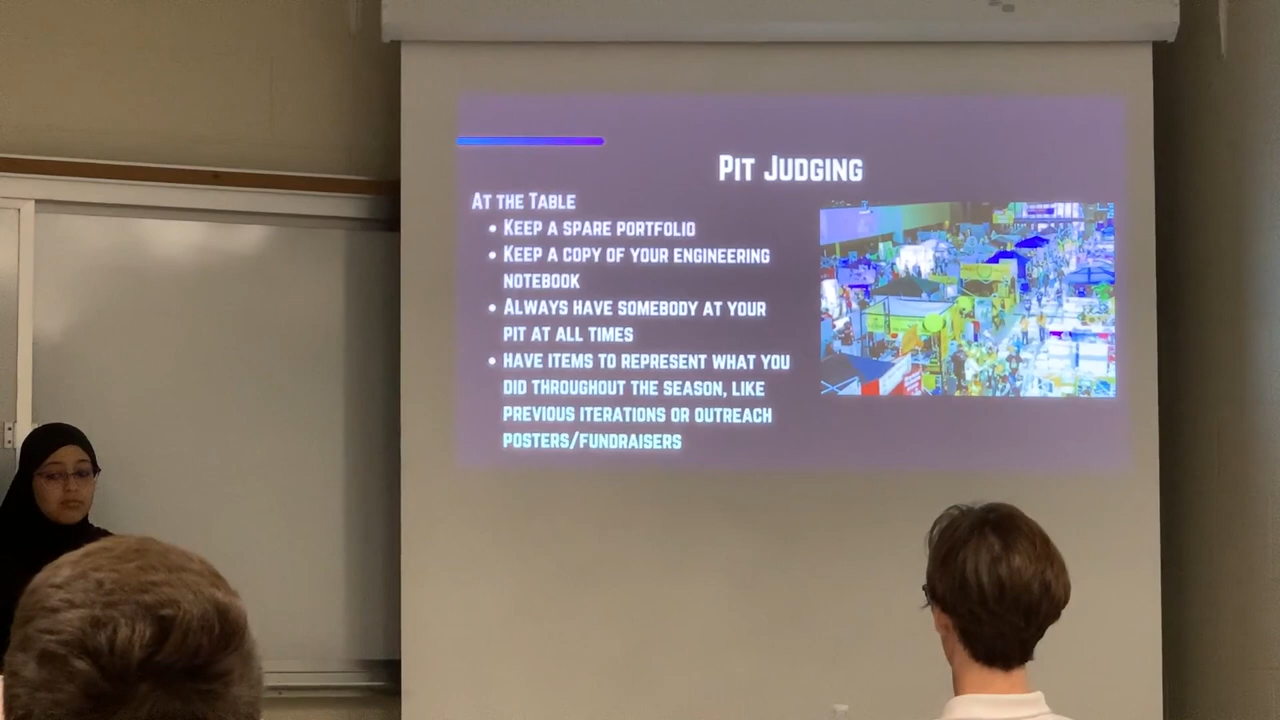 Pit Judging
At the Table
• Keep a spare portfolio
• Keep a copy of your engineering
notebook
• Always have somebody at your
pit at all times
• have items to represent what you
did throughout the season, like
previous iterations or outreach
posters/fundraisers